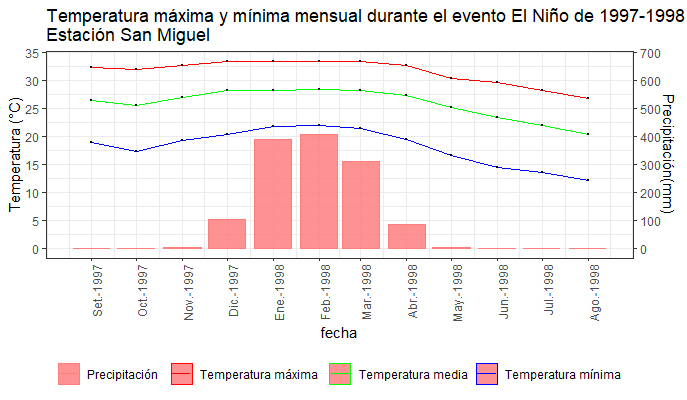 Temperatura máxima y mínima mensual durante el evento El Niño de 1997-1998
Estación San Miguel
Temperatura (°C)
35
30
25
20
15
10
5
0
700
600
500
400
300
200
100
0
Precipitación(mm)
Set.-1997
Oct.-1997
Nov.-1997
Dic.-1997
Ene.-1998
Feb.-1998
Mar.-1998
Abr.-1998
May.-1998
Jun.-1998
Jul.-1998
Ago.-1998
fecha
Precipitación
Temperatura máxima
Temperatura media
Temperatura mínima